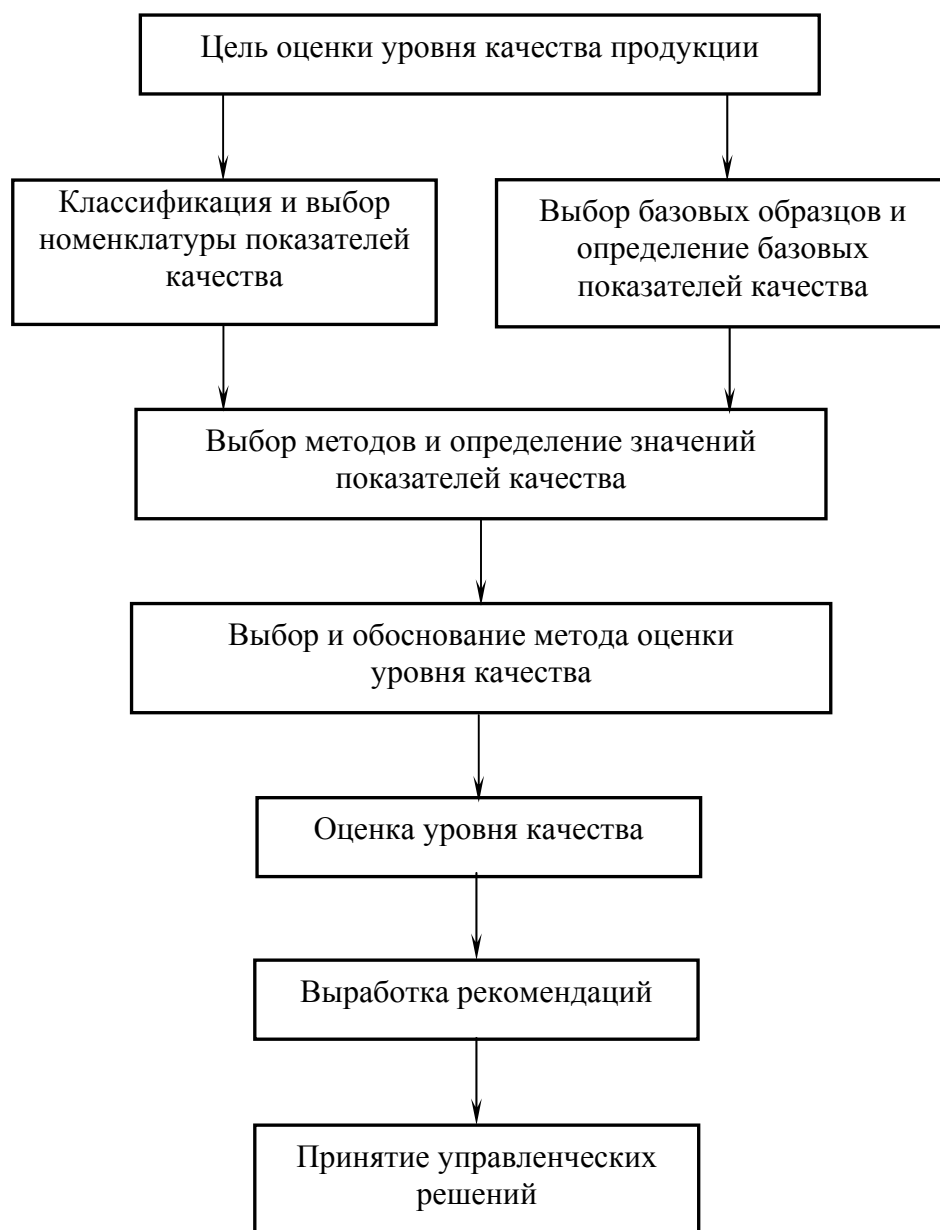 Цель оценки уровня качества продукции
Классификация и выбор
номенклатуры показателей
качества
Выбор базовых образцов и
определение базовых
показателей качества
Выбор методов и определение значений
показателей качества
Выбор и обоснование метода оценки
уровня качества
Оценка уровня качества
Выработка рекомендаций
Принятие управленческих
решений